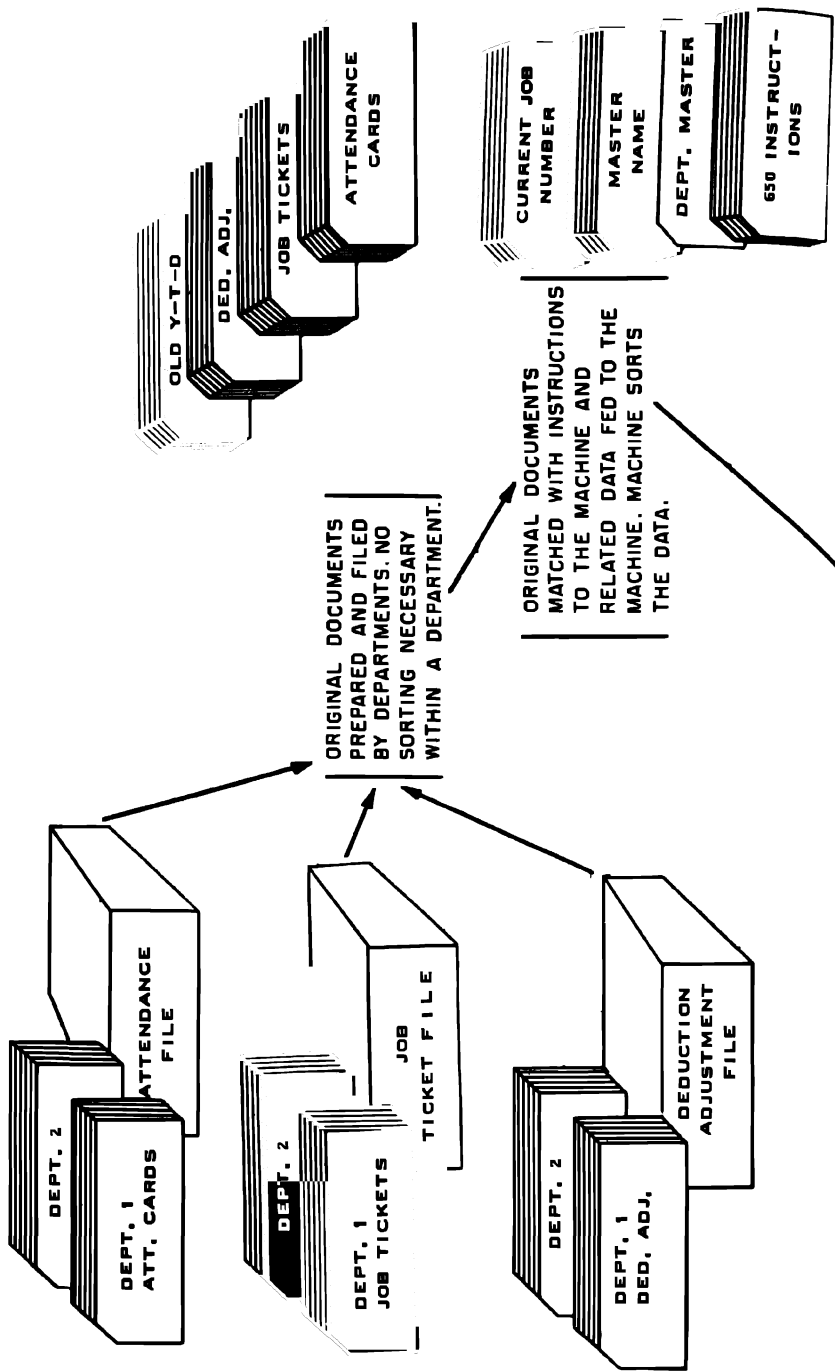 DEPT. 2
DEPT. 1
ATT. CARDS
ATTENDANCE
FILE
DEPT. 2
DEPT. 1
JOB TICKETS
JOB
TICKET FILE
DEPT. 2
DEPT. 1
DED. ADJ.
DEDUCTION
ADJUSTMENT
FILE
ORIGINAL DOCUMENTS
PREPARED AND FILED
BY DEPARTMENTS. NO
SORTING NECESSARY
WITHIN A DEPARTMENT.
OLD Y-T-D
DED. ADJ.
JOB TICKETS
ATTENDANCE
CARDS
ORIGINAL DOCUMENTS
MATCHED WITH INSTRUCTIONS
TO THE MACHINE AND
RELATED DATA FED TO THE
MACHINE. MACHINE SORTS
THE DATA.
CURRENT JOB
NUMBER
MASTER
NAME
DEPT. MASTER
650 INSTRUCT-
IONS